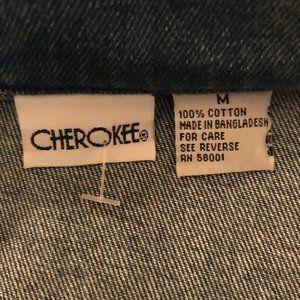 CHEROKEE®
M
100% COTTON
MADE IN BANGLADESH
FOR CARE
SEE REVERSE
RN 58001